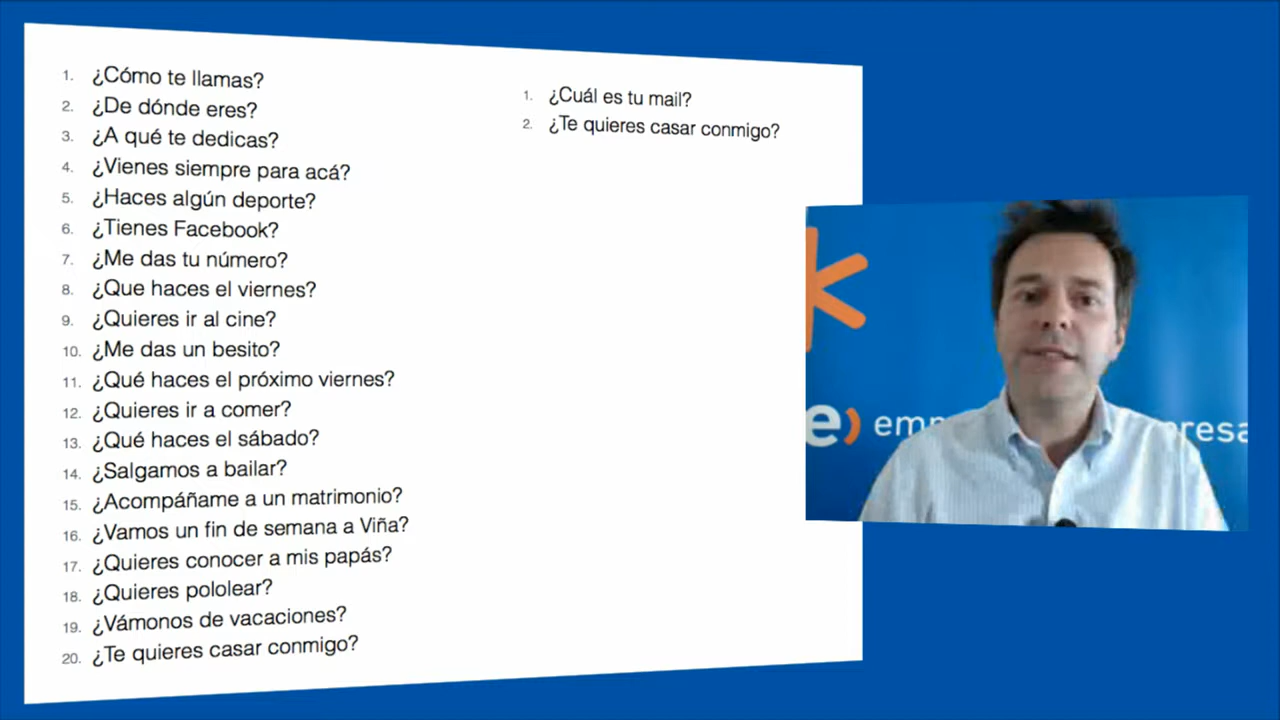 1. ¿Cómo te llamas?
2. ¿De dónde eres?
3. ¿A qué te dedicas?
4. ¿Vienes siempre para acá?
5. ¿Haces algún deporte?
6. ¿Tienes Facebook?
7. ¿Me das tu número?
8. ¿Que haces el viernes?
9. ¿Quieres ir al cine?
10. ¿Me das un besito?
11. ¿Qué haces el próximo viernes?
12. ¿Quieres ir a comer?
13. ¿Qué haces el sábado?
14. ¿Salgamos a bailar?
15. ¿Acompáñame a un matrimonio?
16. ¿Vamos un fin de semana a Viña?
17. ¿Quieres conocer a mis papás?
18. ¿Quieres pololear?
19. ¿Vámonos de vacaciones?
20. ¿Te quieres casar conmigo?
1. ¿Cuál es tu mail?
2. ¿Te quieres casar conmigo?
e)